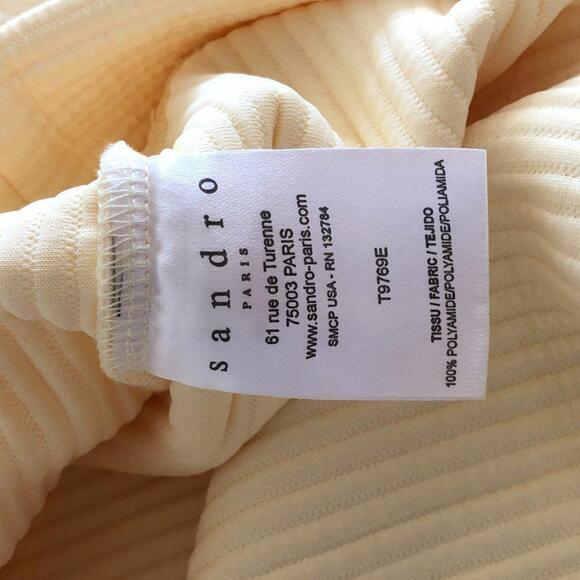 sandro
PARIS
61 rue de Turenne
75003 PARIS
www.sandro-paris.com
SMCP USA - RN 132784
T9769E
TISSU / FABRIC / TEJIDO
100% POLYAMIDE/POLYAMIDE/POLIAMIDA